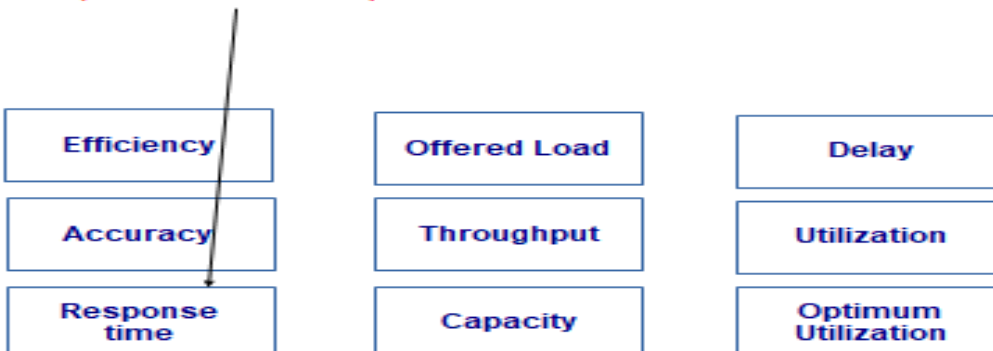 Efficiency
Offered Load
Delay
Accuracy
Throughput
Utilization
Response
time
Capacity
Optimum
Utilization